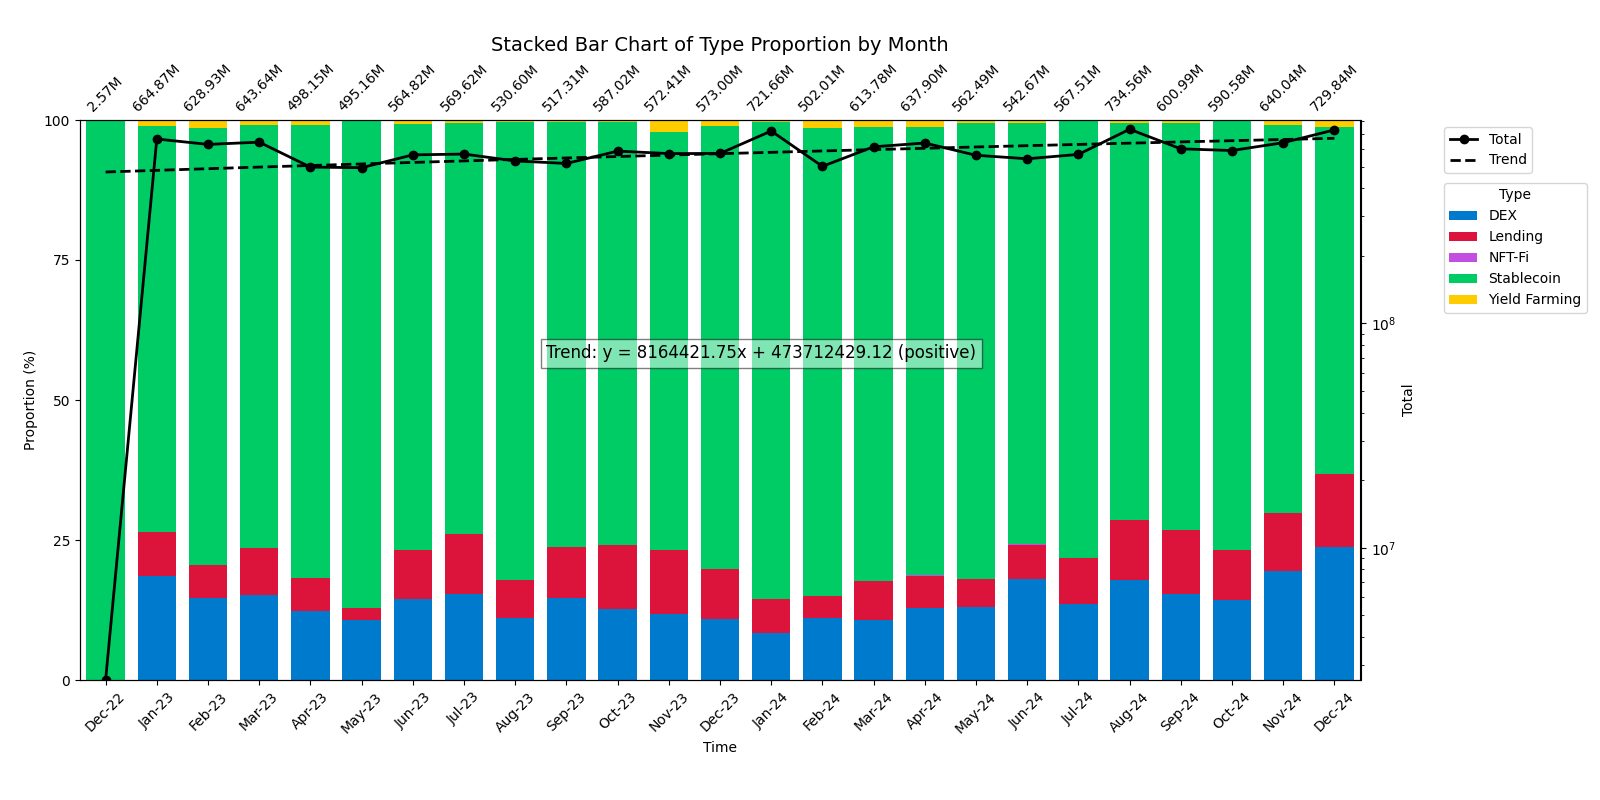 Stacked Bar Chart of Type Proportion by Month
2.57M 664.87M 628.93M 643.64M 498.15M 495.16M 564.82M 569.62M 530.60M 517.31M 587.02M 572.41M 573.00M 721.66M 502.01M 613.78M 637.90M 562.49M 542.67M 567.51M 734.56M 600.99M 590.58M 640.04M 729.84M
100
75
50
25
0
Proportion (%)
Trend: y = 8164421.75x + 473712429.12 (positive)
10⁸
10⁷
Total
Dec-22 Jan-23 Feb-23 Mar-23 Apr-23 May-23 Jun-23 Jul-23 Aug-23 Sep-23 Oct-23 Nov-23 Dec-23 Jan-24 Feb-24 Mar-24 Apr-24 May-24 Jun-24 Jul-24 Aug-24 Sep-24 Oct-24 Nov-24 Dec-24
Time
Total
Trend
Type
DEX
Lending
NFT-Fi
Stablecoin
Yield Farming